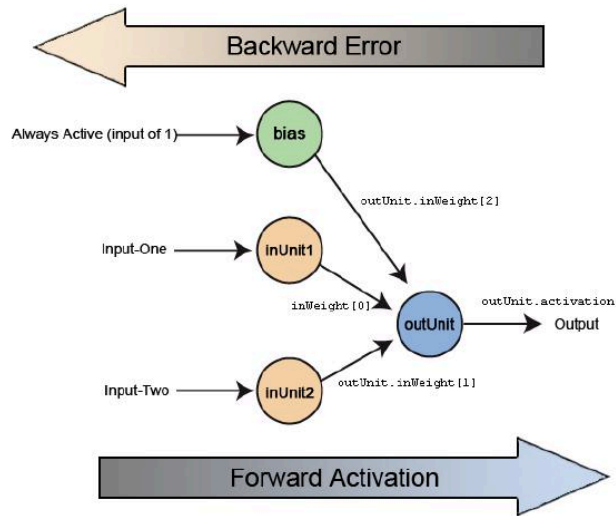 Backward Error
Always Active (input of 1)
bias
outUnit.inWeight[2]
Input-One
inUnit1
inWeight[0]
outUnit.activation
outUnit
Output
Input-Two
inUnit2
outUnit.inWeight[1]
Forward Activation